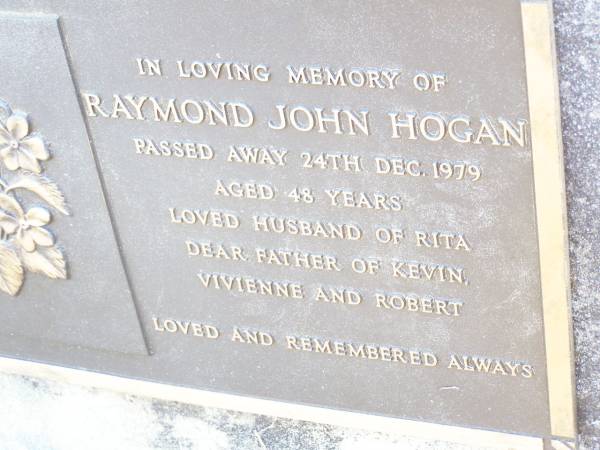 IN LOVING MEMORY OF
RAYMOND JOHN HOGAN
PASSED AWAY 24TH DEC. 1979
AGED 48 YEARS
LOVED HUSBAND OF RITA
DEAR FATHER OF KEVIN,
VIVIENNE AND ROBERT
LOVED AND REMEMBERED ALWAYS